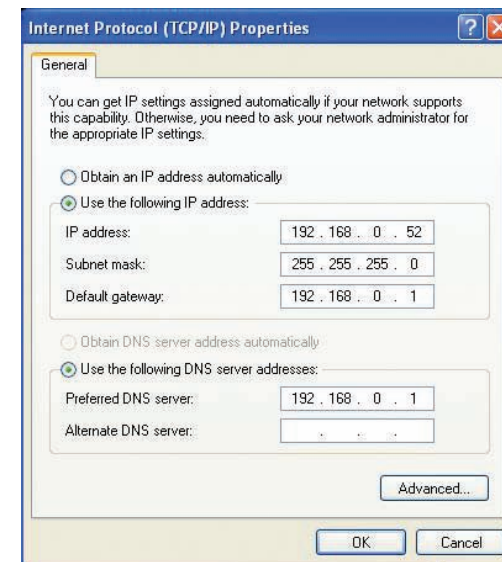 Internet Protocol (TCP/IP) Properties
General
You can get IP settings assigned automatically if your network supports
this capability. Otherwise, you need to ask your network administrator for
the appropriate IP settings.
Obtain an IP address automatically
Use the following IP address:
IP address: 192 . 168 . 0 . 52
Subnet mask: 255 . 255 . 255 . 0
Default gateway: 192 . 168 . 0 . 1
Obtain DNS server address automatically
Use the following DNS server addresses:
Preferred DNS server: 192 . 168 . 0 . 1
Alternate DNS server: . . .
Advanced...
OK Cancel